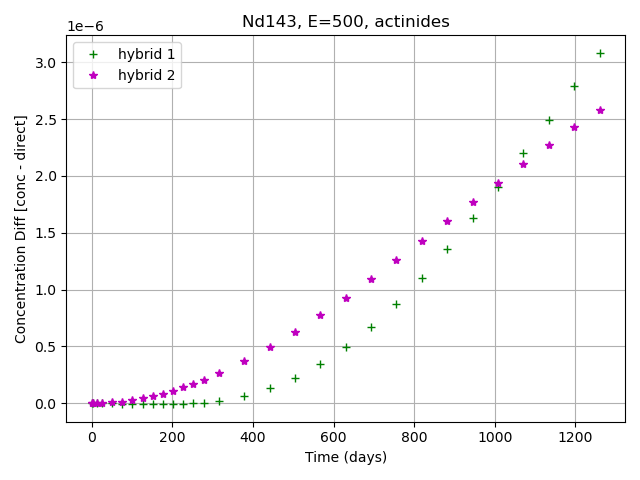 Nd143, E=500, actinides
1e−6
hybrid 1
hybrid 2
3.0
2.5
2.0
1.5
1.0
0.5
0.0
Concentration Diff [conc - direct]
0 200 400 600 800 1000 1200
Time (days)